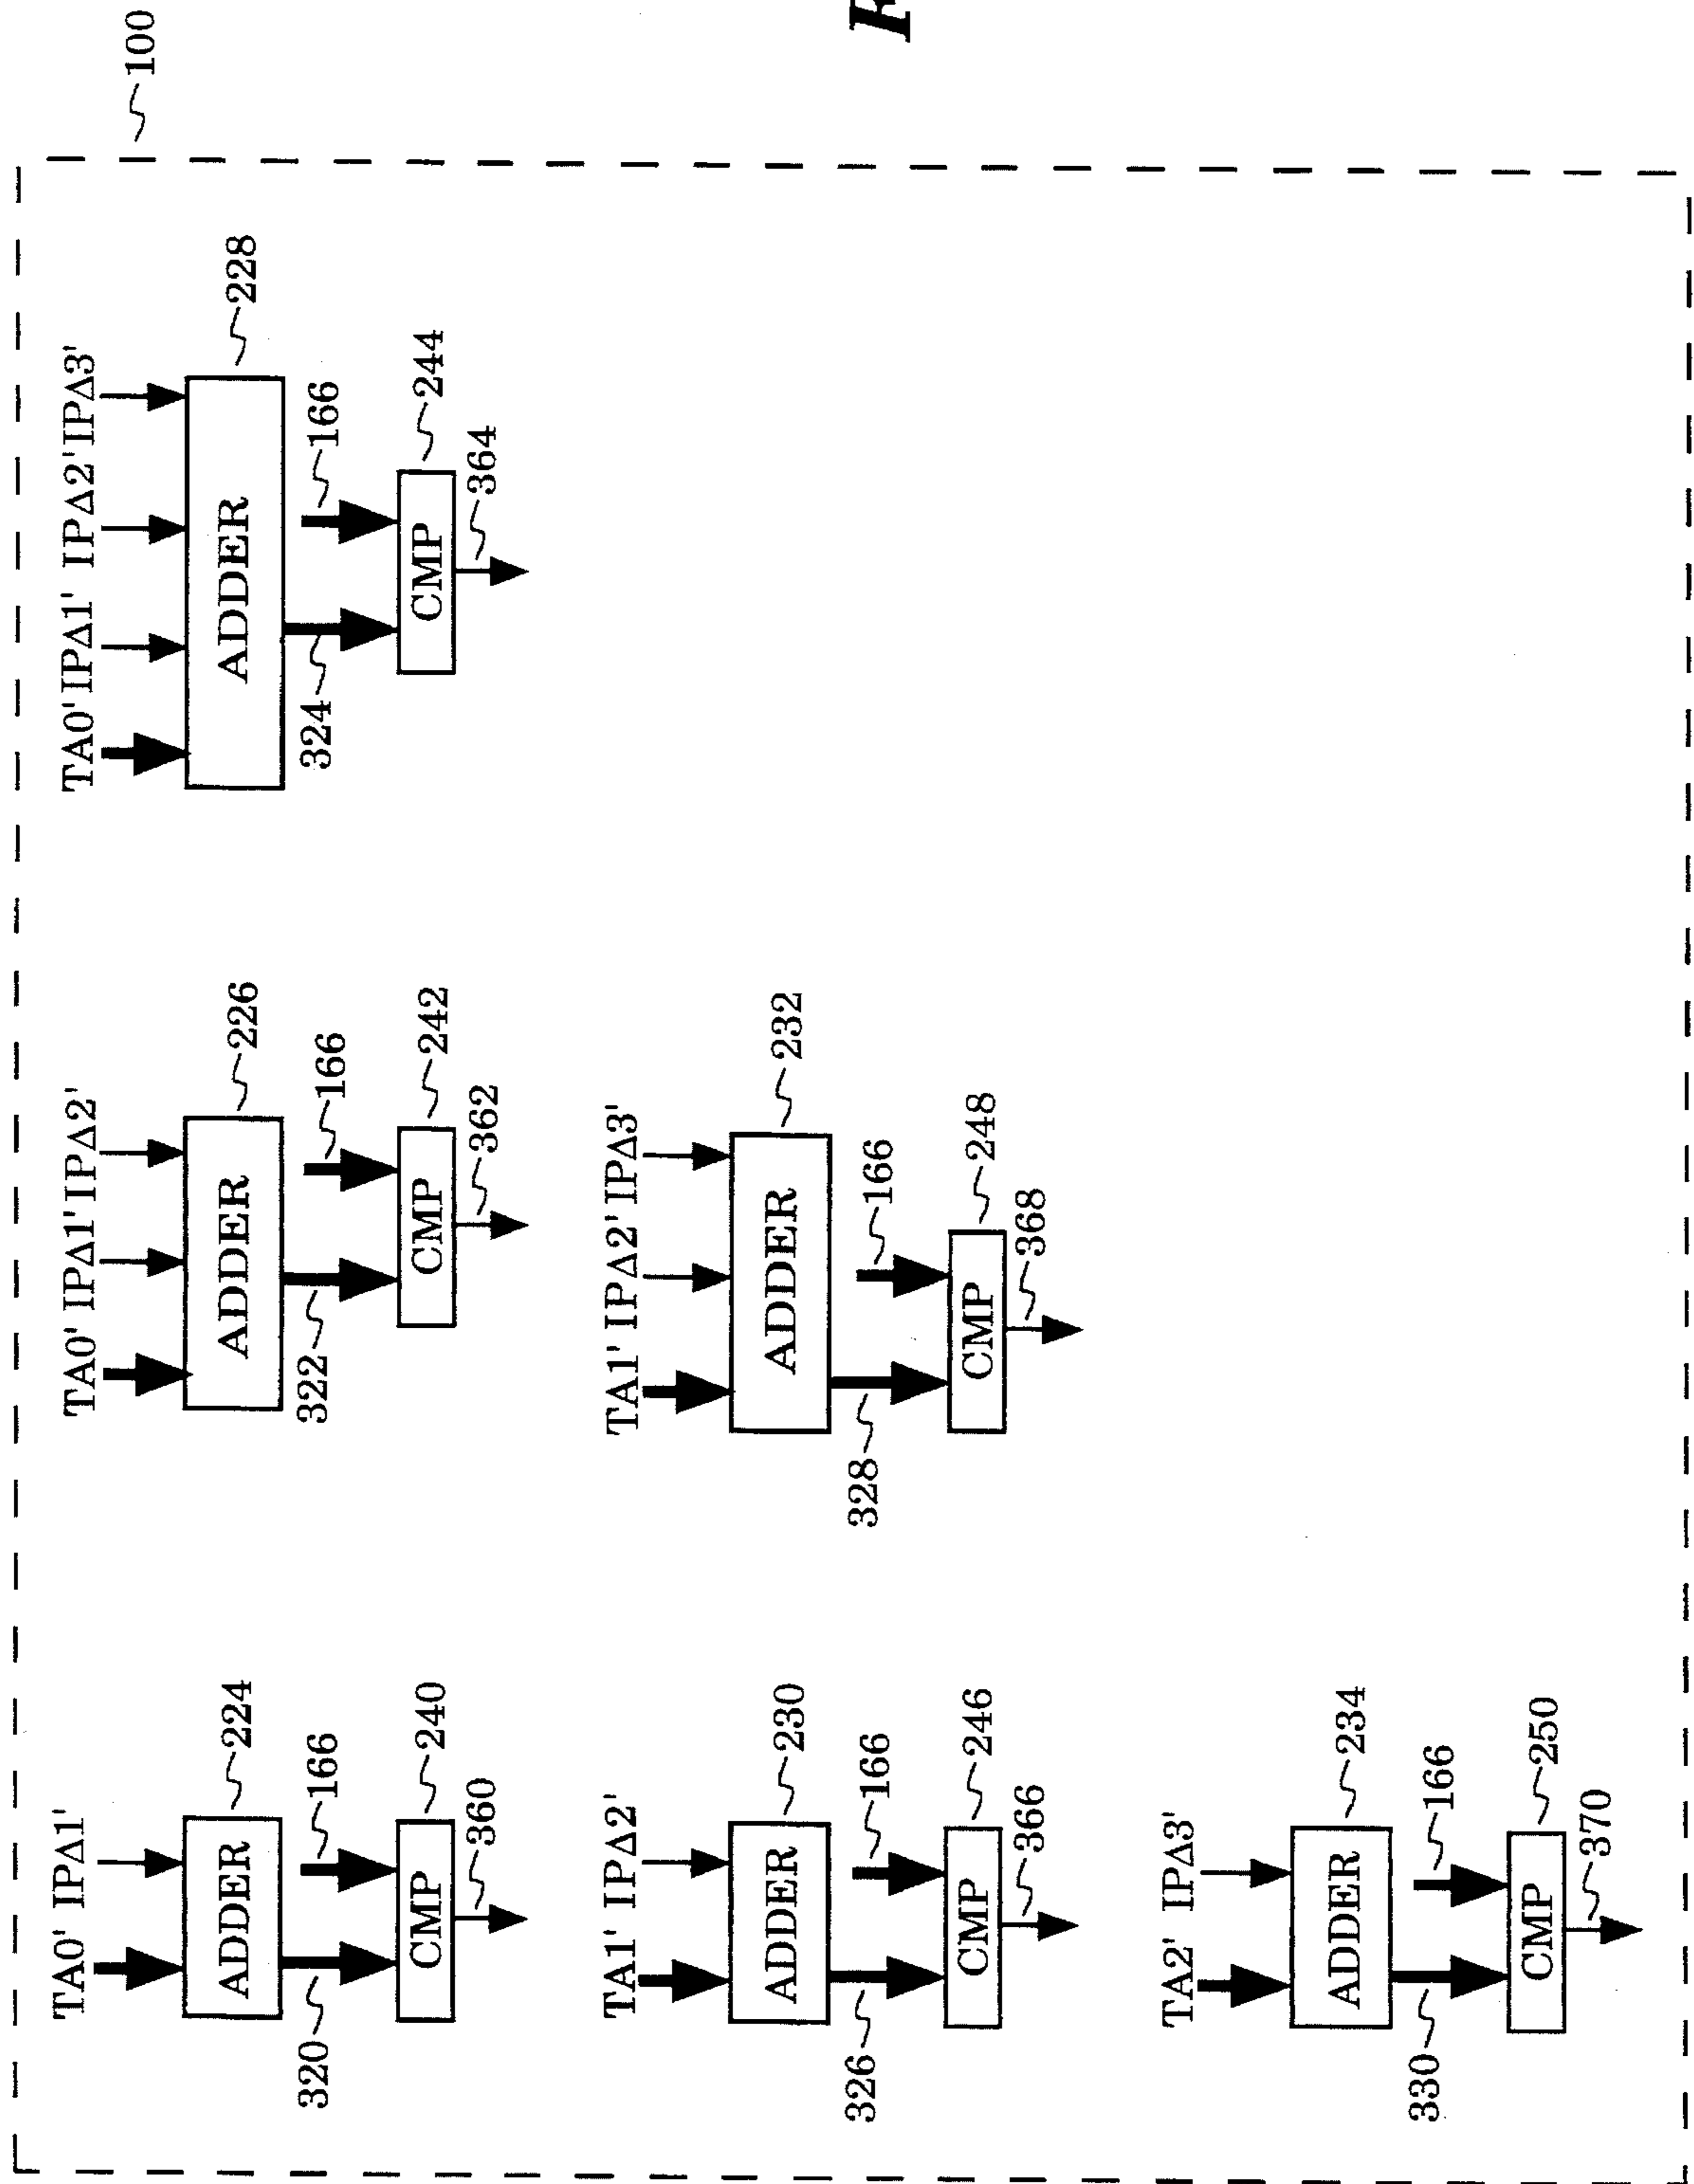 100
TA0' IPΔ1'
224
ADDER
320
166
240
CMP
360
TA0' IPΔ1' IPΔ2'
226
ADDER
322
166
242
CMP
362
TA0' IPΔ1' IPΔ2' IPΔ3'
228
ADDER
324
166
244
CMP
364
TA1' IPΔ2'
230
ADDER
326
166
246
CMP
366
TA1' IPΔ2' IPΔ3'
232
ADDER
328
166
248
CMP
368
TA2' IPΔ3'
234
ADDER
330
166
250
CMP
370